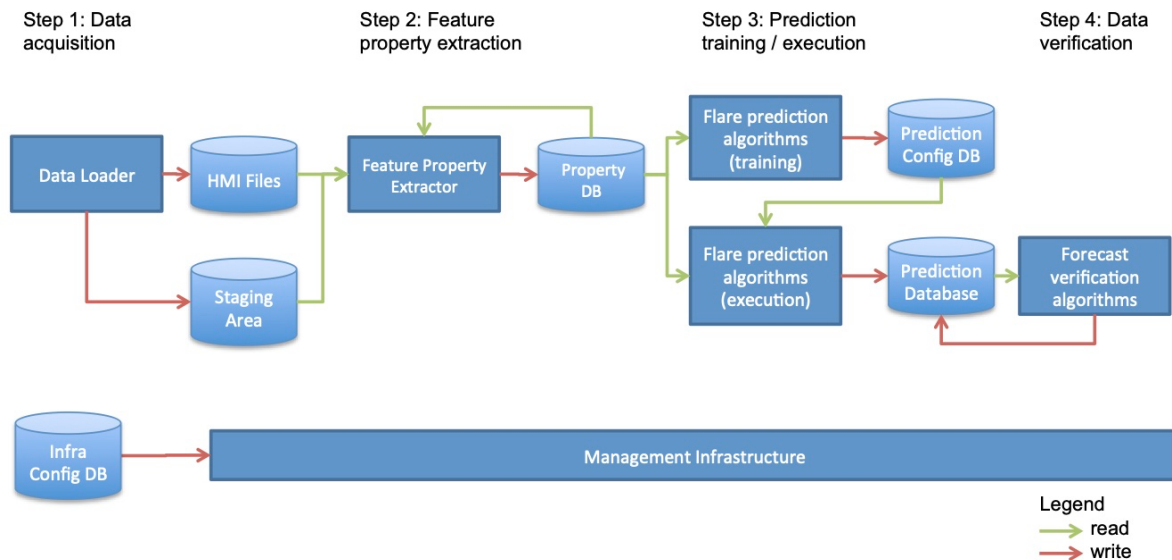 Step 1: Data
acquisition
Step 2: Feature
property extraction
Step 3: Prediction
training / execution
Step 4: Data
verification
Data Loader
HMI Files
Staging
Area
Feature Property
Extractor
Property
DB
Flare prediction
algorithms
(training)
Prediction
Config DB
Flare prediction
algorithms
(execution)
Prediction
Database
Forecast
verification
algorithms
Infra
Config DB
Management Infrastructure
Legend
read
write